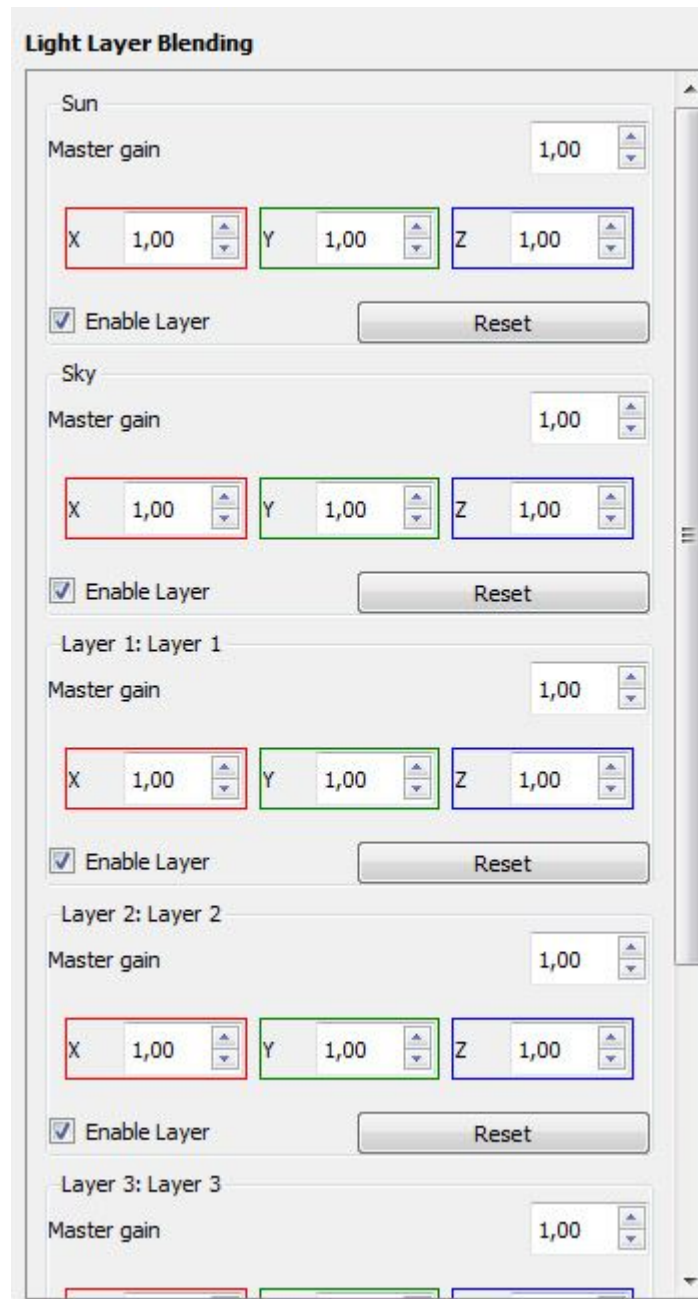 Light Layer Blending
Sun
Master gain 1,00
X 1,00 Y 1,00 Z 1,00
Enable Layer Reset
Sky
Master gain 1,00
X 1,00 Y 1,00 Z 1,00
Enable Layer Reset
Layer 1: Layer 1
Master gain 1,00
X 1,00 Y 1,00 Z 1,00
Enable Layer Reset
Layer 2: Layer 2
Master gain 1,00
X 1,00 Y 1,00 Z 1,00
Enable Layer Reset
Layer 3: Layer 3
Master gain 1,00